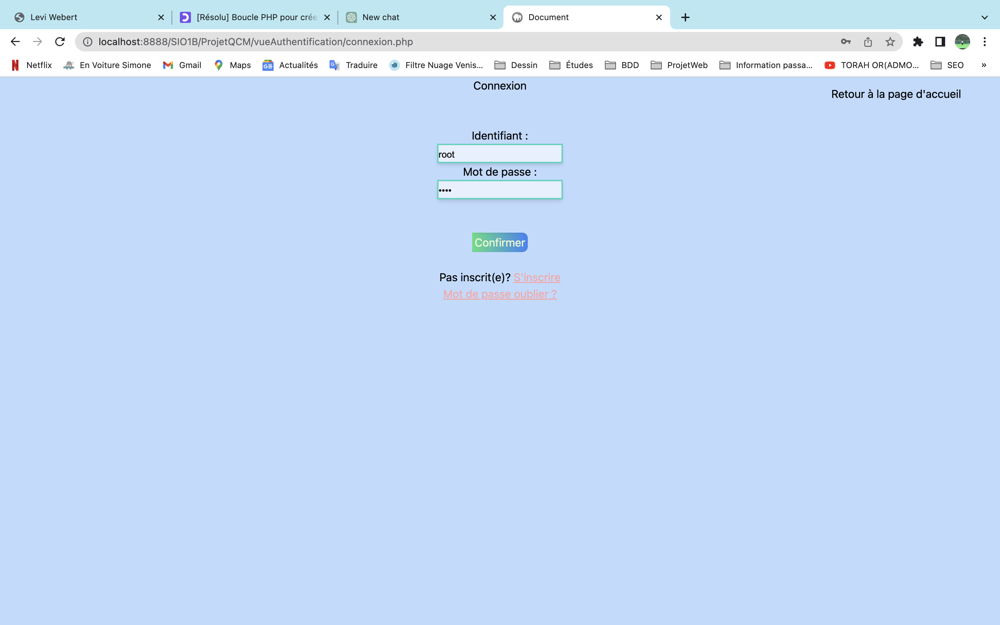 Levi Webert
[Résolu] Boucle PHP pour crée
New chat
Document
localhost:8888/SIO1B/ProjetQCM/vueAuthentification/connexion.php
Netflix
En Voiture Simone
Gmail
Maps
Actualités
Traduire
Filtre Nuage Venis...
Dessin
Études
BDD
ProjetWeb
Information passa...
TORAH OR(ADMO...
SEO
»
Connexion
Retour à la page d'accueil
Identifiant :
root
Mot de passe :
••••
Confirmer
Pas inscrit(e)? S'inscrire
Mot de passe oublier ?